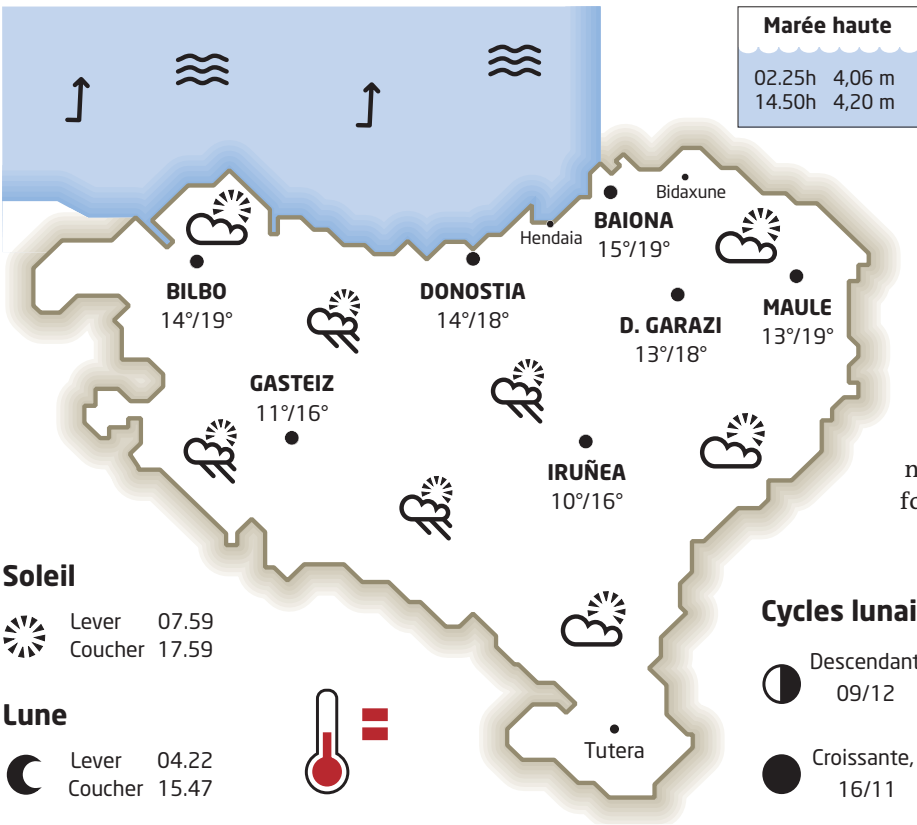 Marée haute
02.25h 4,06 m
14.50h 4,20 m
Bidaxune
Hendaia
BAIONA
15°/19°
BILBO
14°/19°
DONOSTIA
14°/18°
D. GARAZI
13°/18°
MAULE
13°/19°
GASTEIZ
11°/16°
IRUÑEA
10°/16°
Tutera
Soleil
Lever 07.59
Coucher 17.59
Lune
Lever 04.22
Coucher 15.47
Cycles lunai
Descendant
09/12
Croissante,
16/11